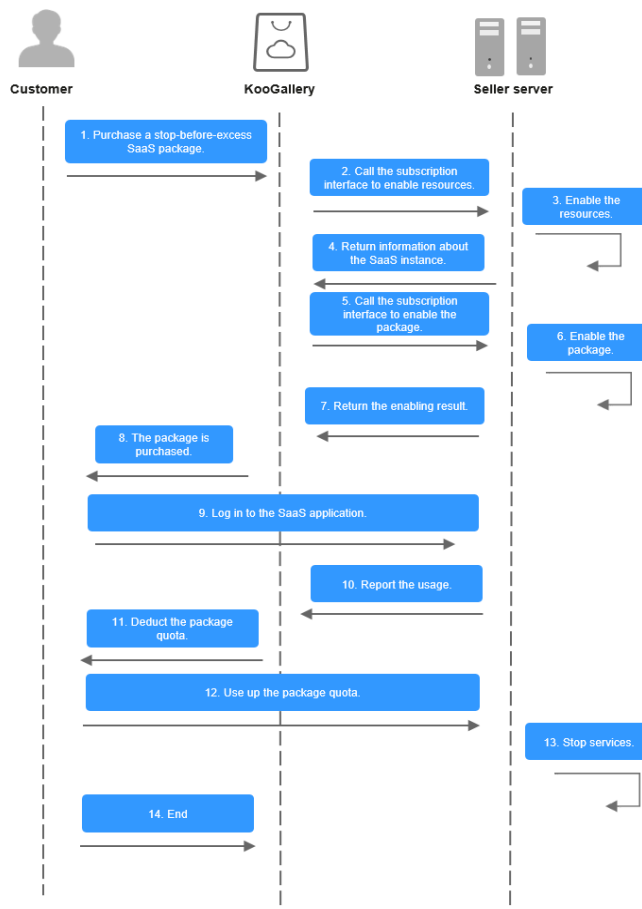 Customer
KooGallery
Seller server
1. Purchase a stop-before-excess
SaaS package.
2. Call the subscription
interface to enable resources.
3. Enable the
resources.
4. Return information about
the SaaS instance.
5. Call the subscription
interface to enable the
package.
6. Enable the
package.
7. Return the enabling result.
8. The package is
purchased.
9. Log in to the SaaS application.
10. Report the usage.
11. Deduct the package
quota.
12. Use up the package quota.
13. Stop services.
14. End